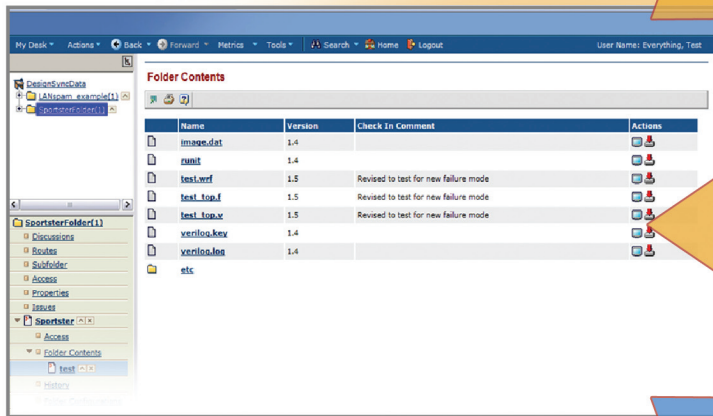 My Desk Actions Back Forward Metrics Tools Search Home Logout User Name: Everything, Test
DesignSyncData
LANspam_example(1)
SportsterFolder(1)
SportsterFolder(1)
Discussions
Routes
Subfolder
Access
Properties
Issues
Sportster
Access
Folder Contents
test
History
Folder Contents
Name Version Check In Comment Actions
image.dat 1.4
runit 1.4
test.wrf 1.5 Revised to test for new failure mode
test_top.f 1.5 Revised to test for new failure mode
test_top.v 1.5 Revised to test for new failure mode
verilog.key 1.4
verilog.log 1.4
etc